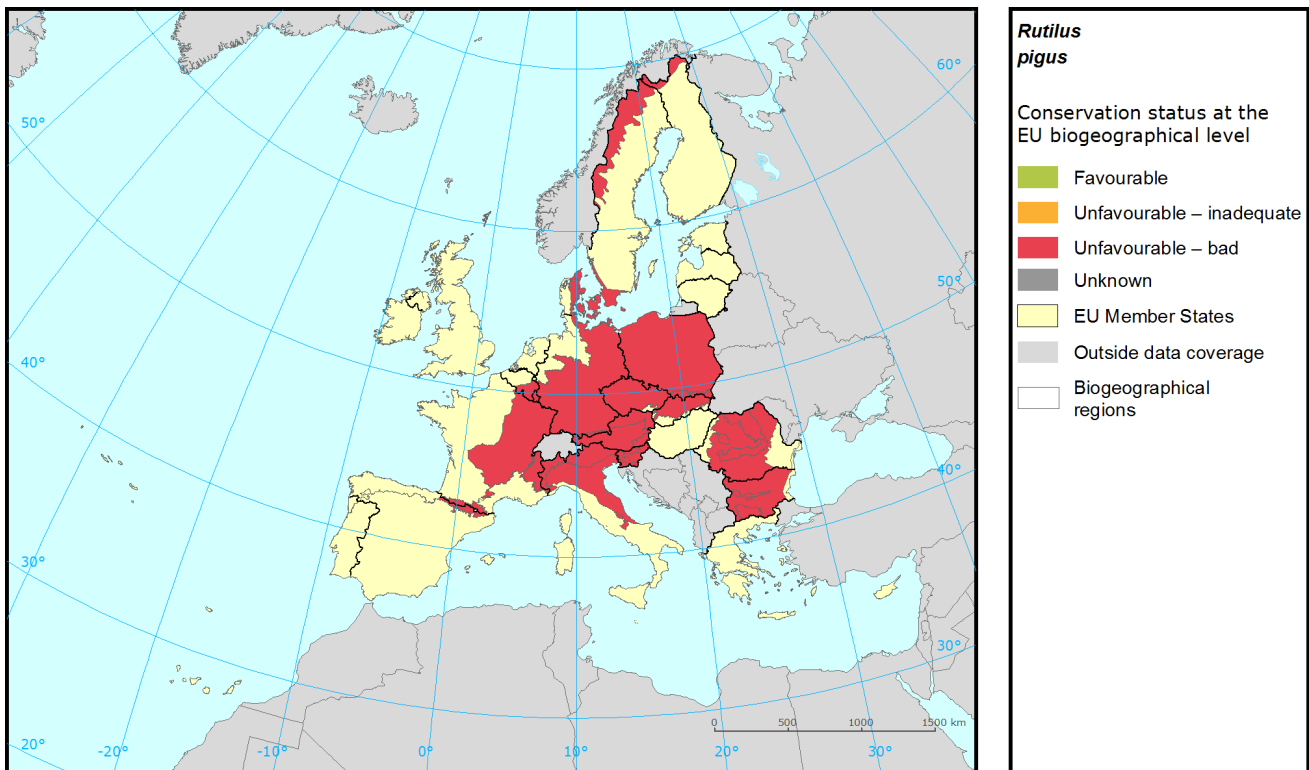 Rutilus
pigus
Conservation status at the
EU biogeographical level
Favourable
Unfavourable – inadequate
Unfavourable – bad
Unknown
EU Member States
Outside data coverage
Biogeographical
regions
60°
50°
50°
40°
40°
30°
30°
0 500 1000 1500 km
20° -20° -10° 0° 10° 20° 30°